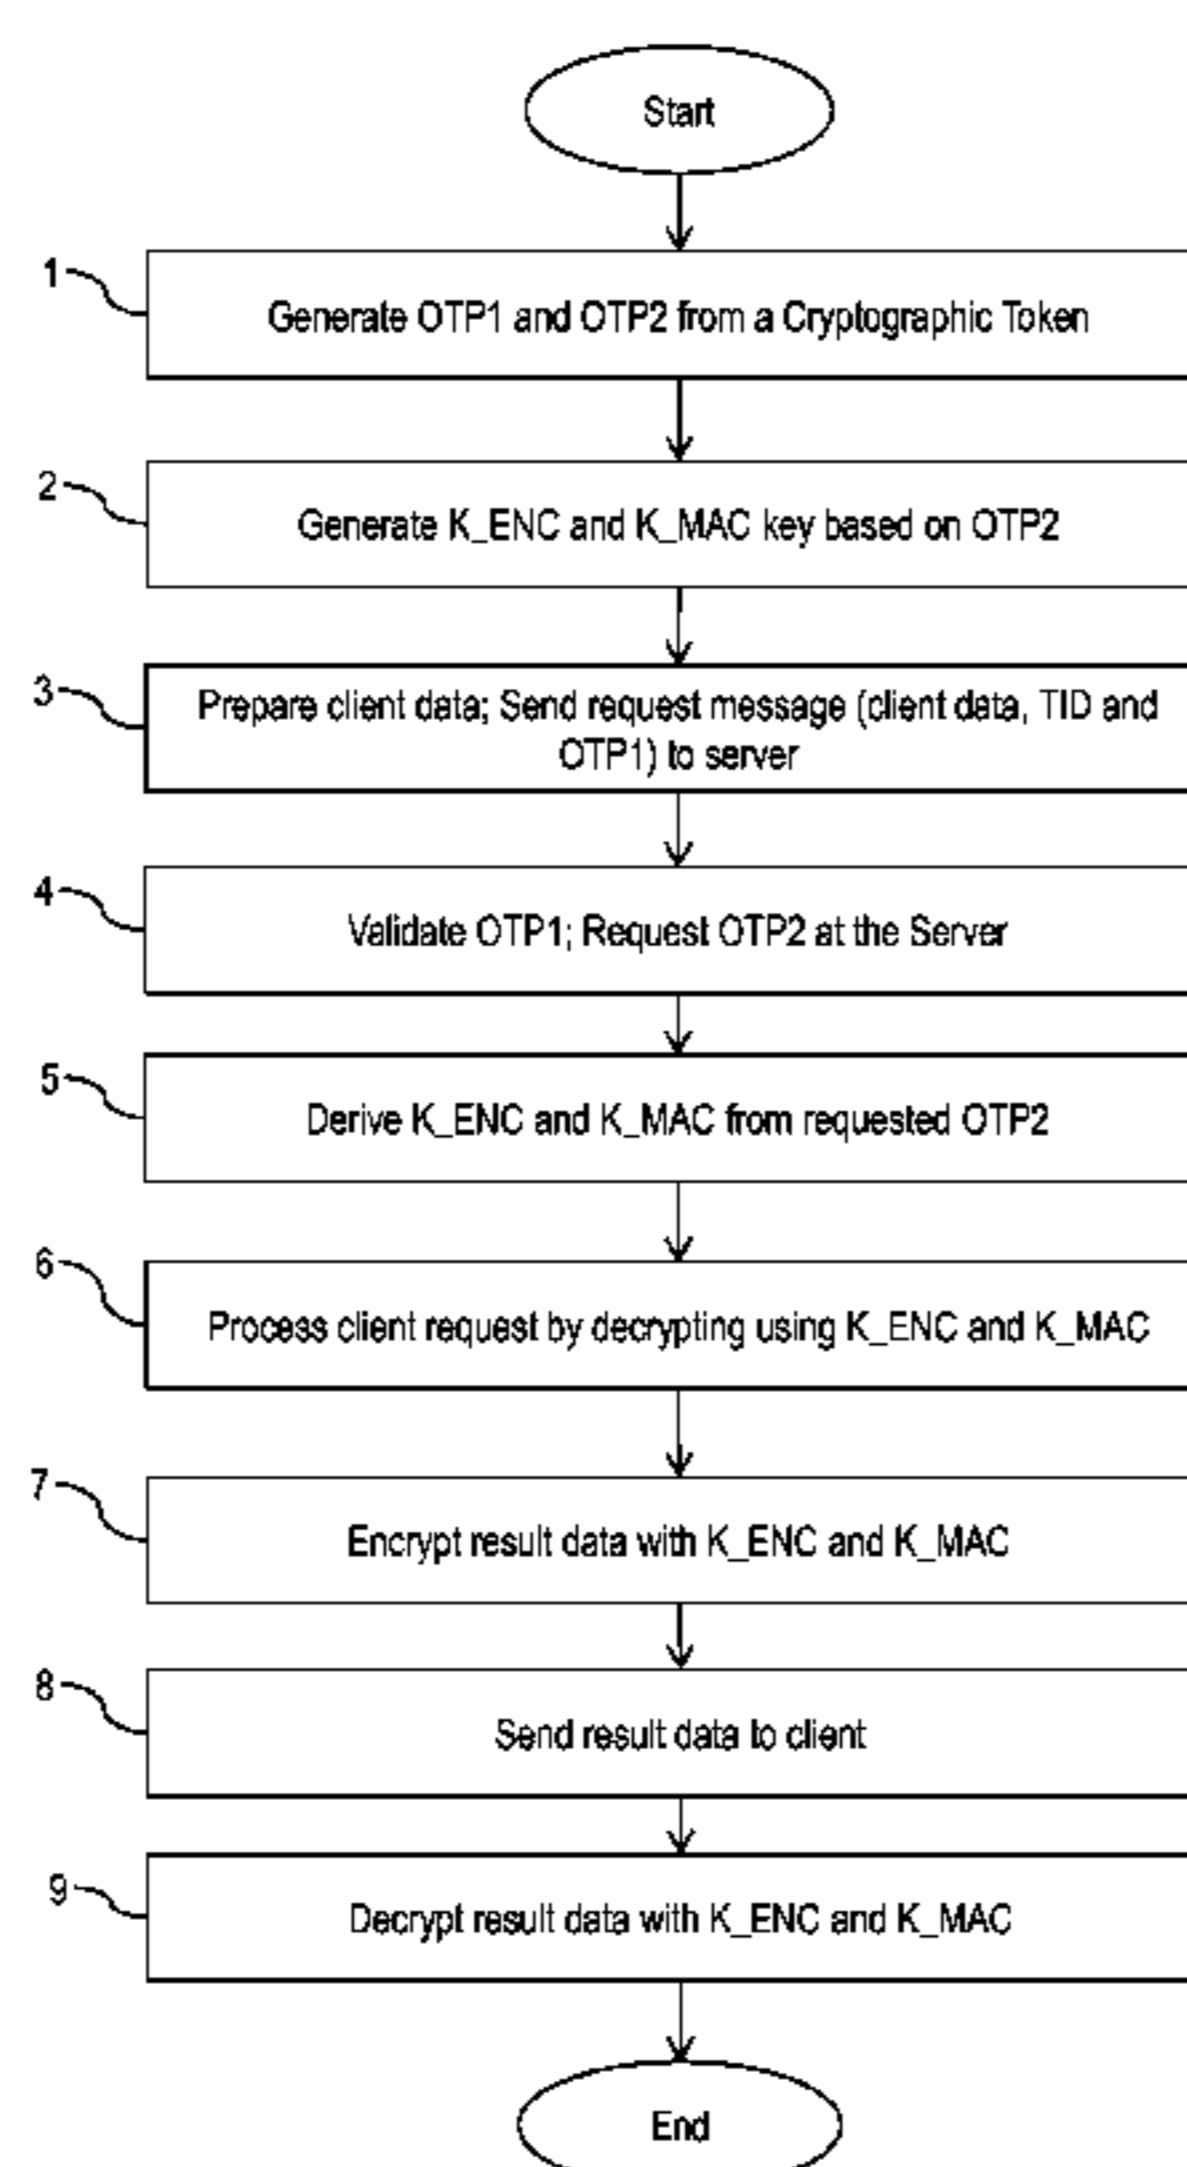 Start
1
Generate OTP1 and OTP2 from a Cryptographic Token
2
Generate K_ENC and K_MAC key based on OTP2
3
Prepare client data; Send request message (client data, TID and
OTP1) to server
4
Validate OTP1; Request OTP2 at the Server
5
Derive K_ENC and K_MAC from requested OTP2
6
Process client request by decrypting using K_ENC and K_MAC
7
Encrypt result data with K_ENC and K_MAC
8
Send result data to client
9
Decrypt result data with K_ENC and K_MAC
End